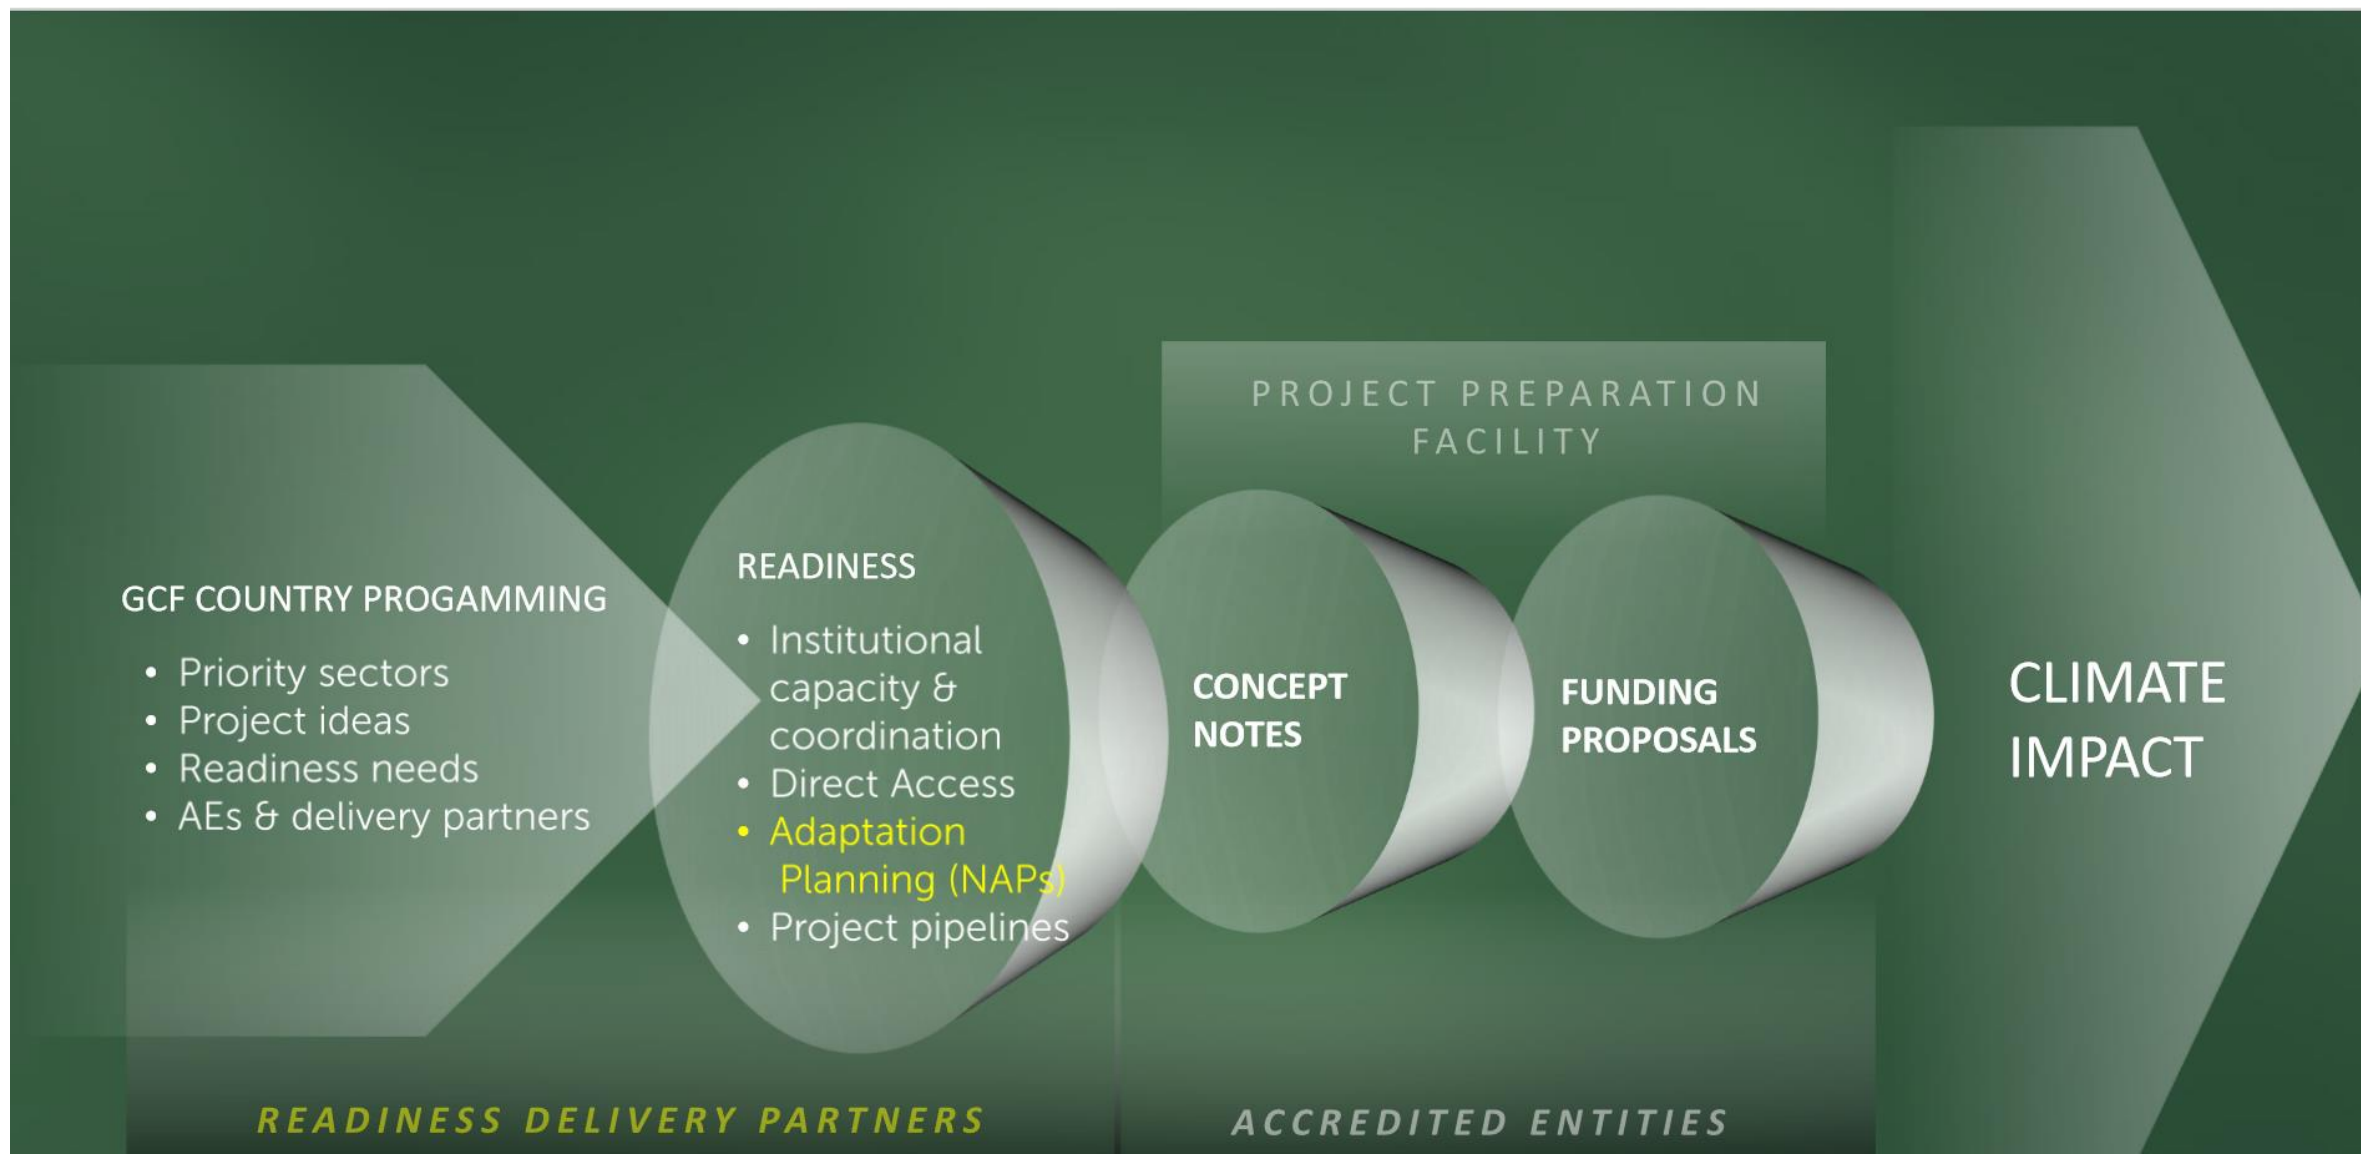 GCF COUNTRY PROGAMMING
• Priority sectors
• Project ideas
• Readiness needs
• AEs & delivery partners
READINESS
• Institutional
capacity &
coordination
• Direct Access
• Adaptation
Planning (NAPs)
• Project pipelines
PROJECT PREPARATION
FACILITY
CONCEPT
NOTES
FUNDING
PROPOSALS
CLIMATE
IMPACT
READINESS DELIVERY PARTNERS
ACCREDITED ENTITIES